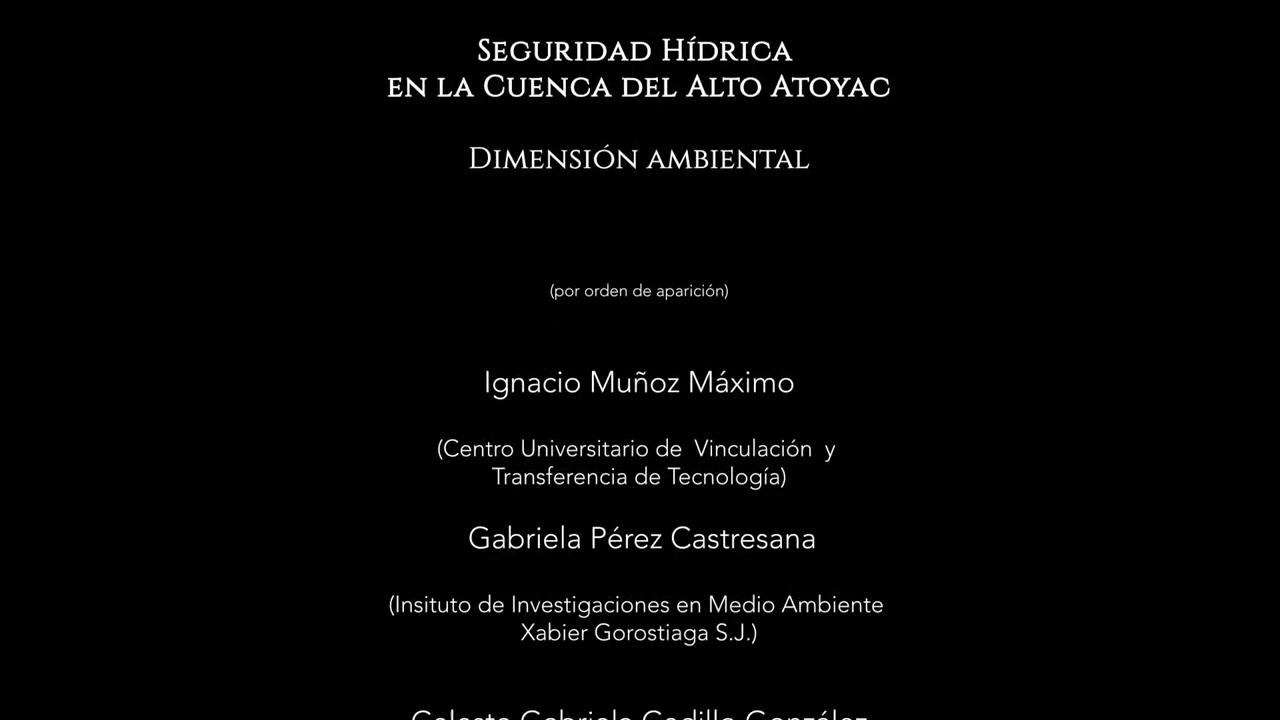 Seguridad Hídrica
en la Cuenca del Alto Atoyac
Dimensión ambiental
(por orden de aparición)
Ignacio Muñoz Máximo
(Centro Universitario de Vinculación y
Transferencia de Tecnología)
Gabriela Pérez Castresana
(Insituto de Investigaciones en Medio Ambiente
Xabier Gorostiaga S.J.)